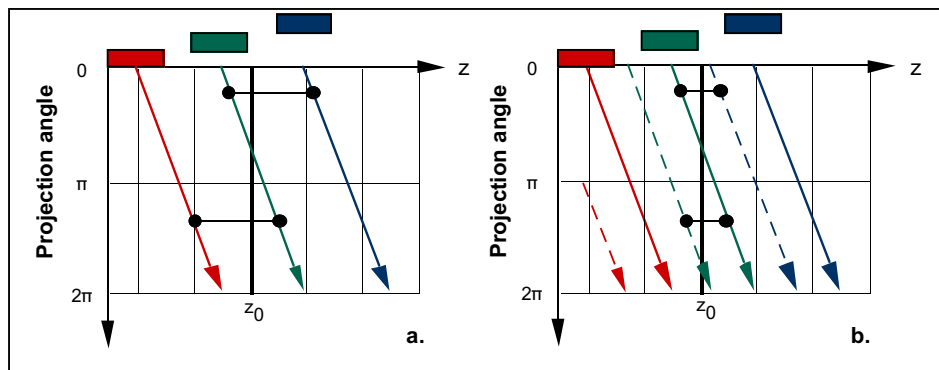 Projection angle
0
z
π
2π
z0
a.
Projection angle
0
z
π
2π
z0
b.